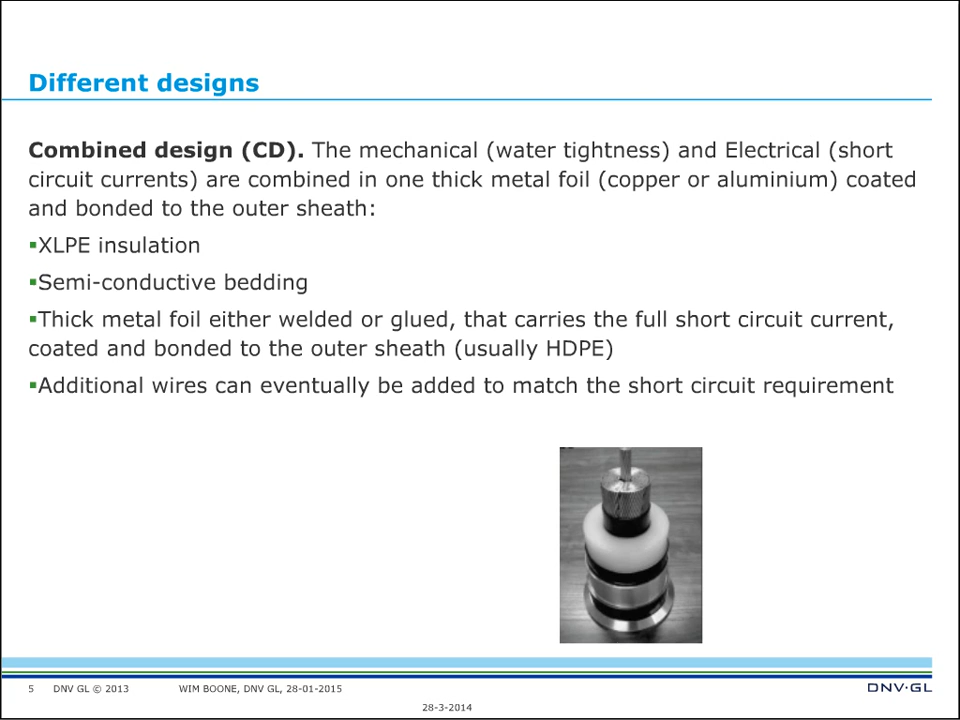 Different designs
Combined design (CD). The mechanical (water tightness) and Electrical (short
circuit currents) are combined in one thick metal foil (copper or aluminium) coated
and bonded to the outer sheath:
▪XLPE insulation
▪Semi-conductive bedding
▪Thick metal foil either welded or glued, that carries the full short circuit current,
coated and bonded to the outer sheath (usually HDPE)
▪Additional wires can eventually be added to match the short circuit requirement
5 DNV GL © 2013 WIM BOONE, DNV GL, 28-01-2015 DNV·GL
28-3-2014